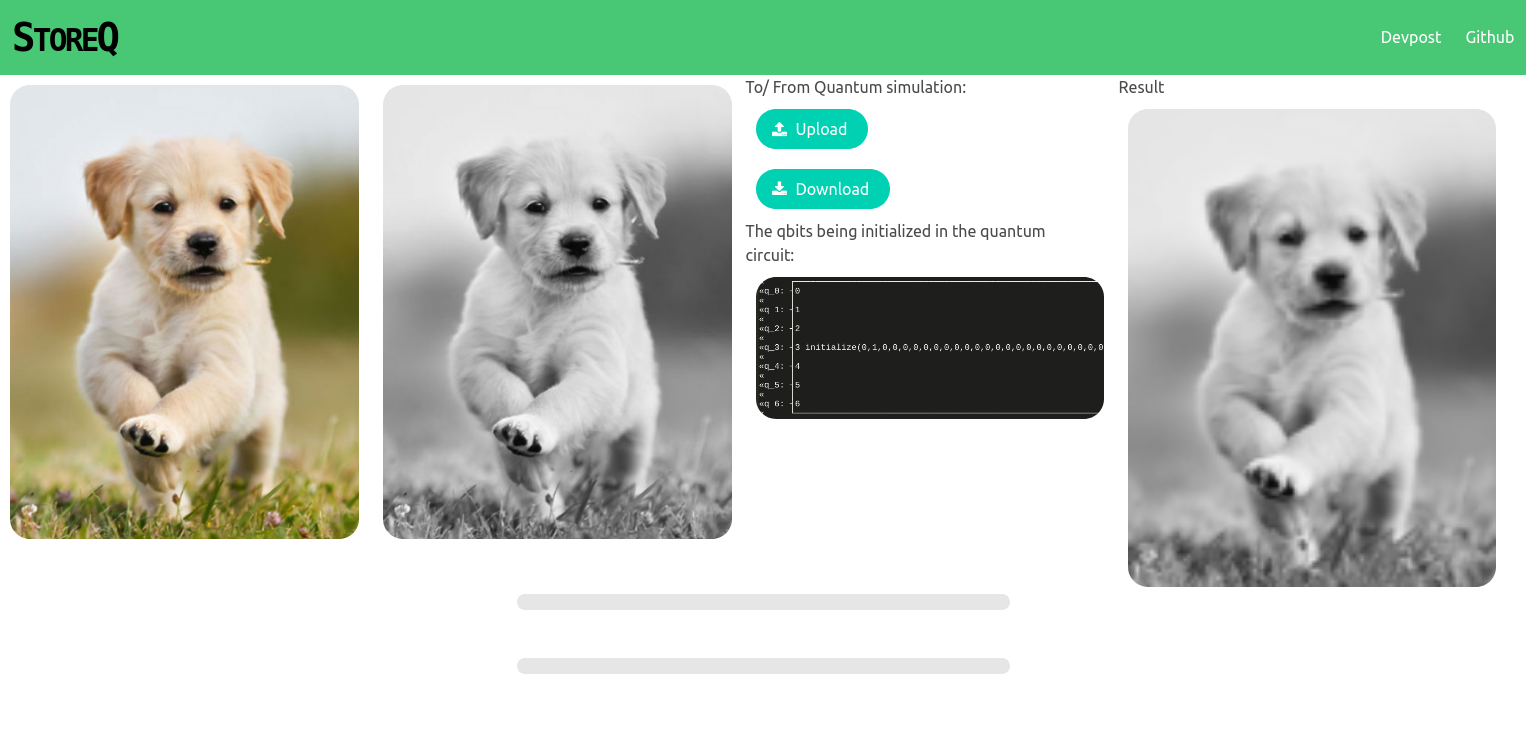 STOREQ
Devpost Github
To/ From Quantum simulation:
Upload
Download
The qbits being initialized in the quantum
circuit:
«q_0: -0
«
«q 1: -1
«
«q_2: -2
«
«q_3: -3 initialize(0,1,0,0,0,0,0,0,0,0,0,0,0,0,0,0,0,0,0,0,0,0,0,0
«
«q_4: -4
«
«q_5: -5
«
«q 6: -6
Result